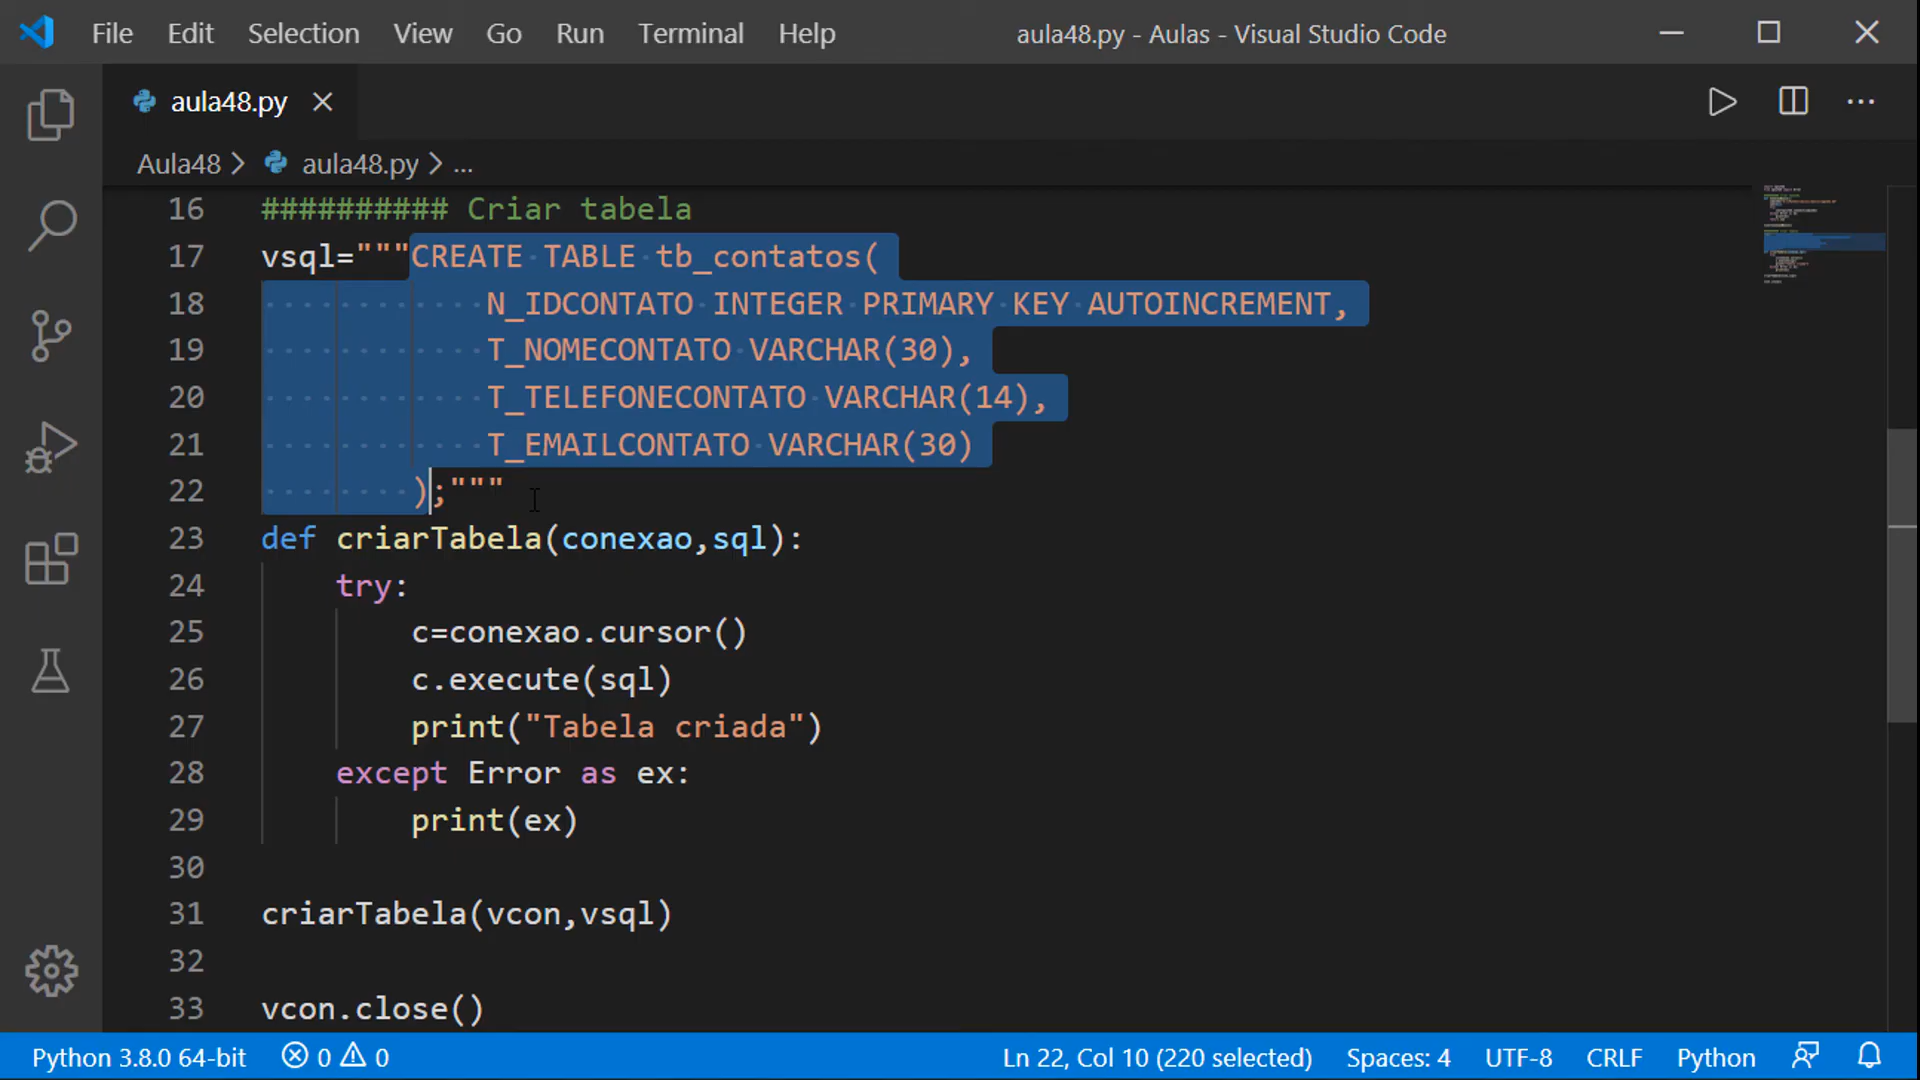 File Edit Selection View Go Run Terminal Help aula48.py - Aulas - Visual Studio Code
aula48.py
Aula48 > aula48.py > ...
16 ########## Criar tabela
17 vsql="""CREATE TABLE tb_contatos(
18 N_IDCONTATO INTEGER PRIMARY KEY AUTOINCREMENT,
19 T_NOMECONTATO VARCHAR(30),
20 T_TELEFONECONTATO VARCHAR(14),
21 T_EMAILCONTATO VARCHAR(30)
22 );"""
23 def criarTabela(conexao,sql):
24 try:
25 c=conexao.cursor()
26 c.execute(sql)
27 print("Tabela criada")
28 except Error as ex:
29 print(ex)
30
31 criarTabela(vcon,vsql)
32
33 vcon.close()
Python 3.8.0 64-bit 0 0 Ln 22, Col 10 (220 selected) Spaces: 4 UTF-8 CRLF Python